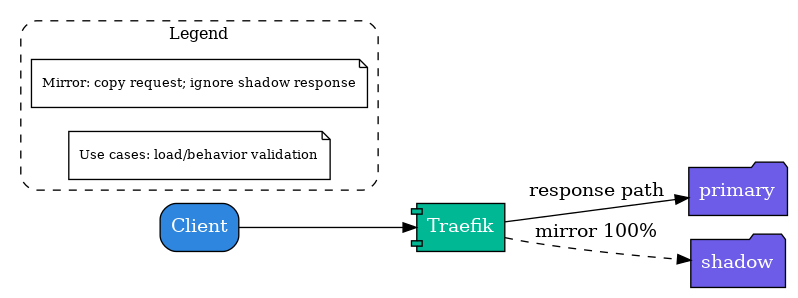 Legend
Mirror: copy request; ignore shadow response
Use cases: load/behavior validation
Client
Traefik
response path
primary
mirror 100%
shadow